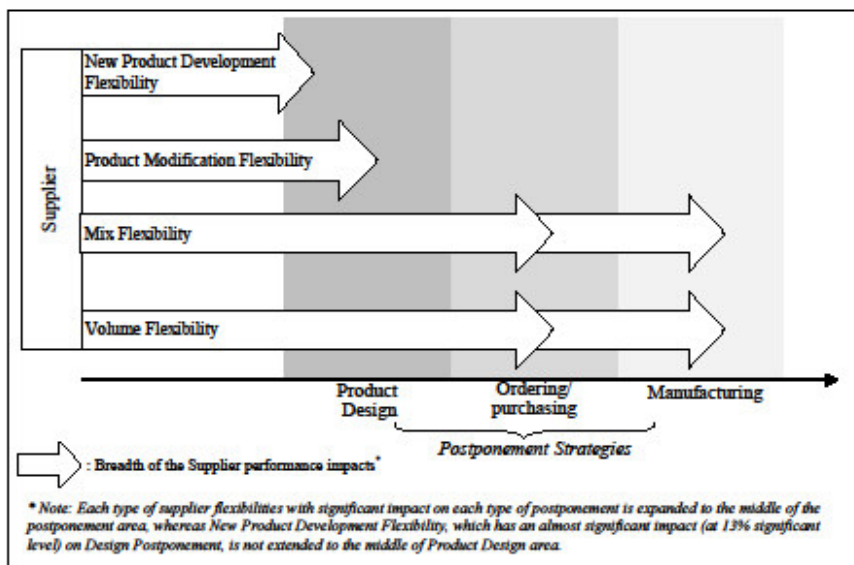 New Product Development
Flexibility
Product Modification Flexibility
Supplier
Mix Flexibility
Volume Flexibility
Product
Design
Ordering/
purchasing
Manufacturing
Postponement Strategies
: Breadth of the Supplier performance impacts*
* Note: Each type of supplier flexibilities with significant impact on each type of postponement is expanded to the middle of the
postponement area, whereas New Product Development Flexibility, which has an almost significant impact (at 13% significant
level) on Design Postponement, is not extended to the middle of Product Design area.